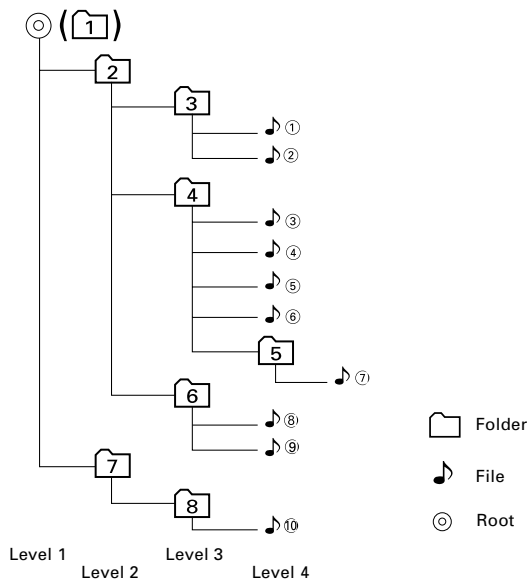 (1)
2
3
①
②
4
③
④
⑤
⑥
5
⑦
6
⑧
⑨
7
8
⑩
Folder
File
Root
Level 1
Level 2
Level 3
Level 4